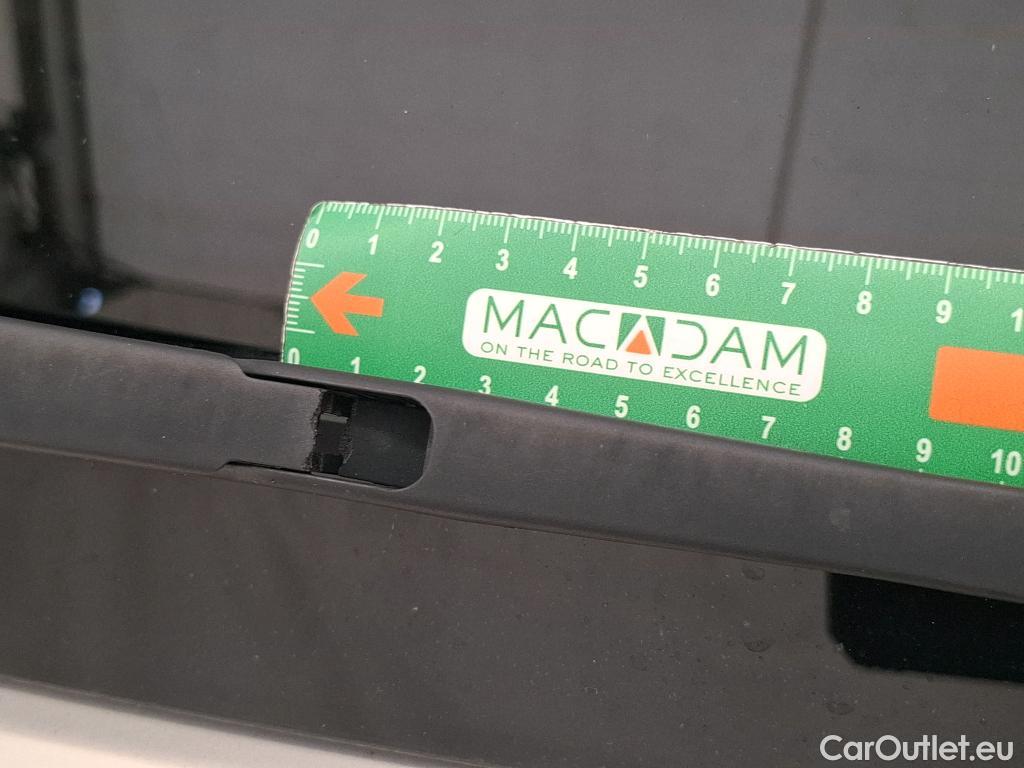 0 1 2 3 4 5 6 7 8 9 1
MACADAM
ON THE ROAD TO EXCELLENCE
0 1 2 3 4 5 6 7 8 9 10
CarOutlet.eu